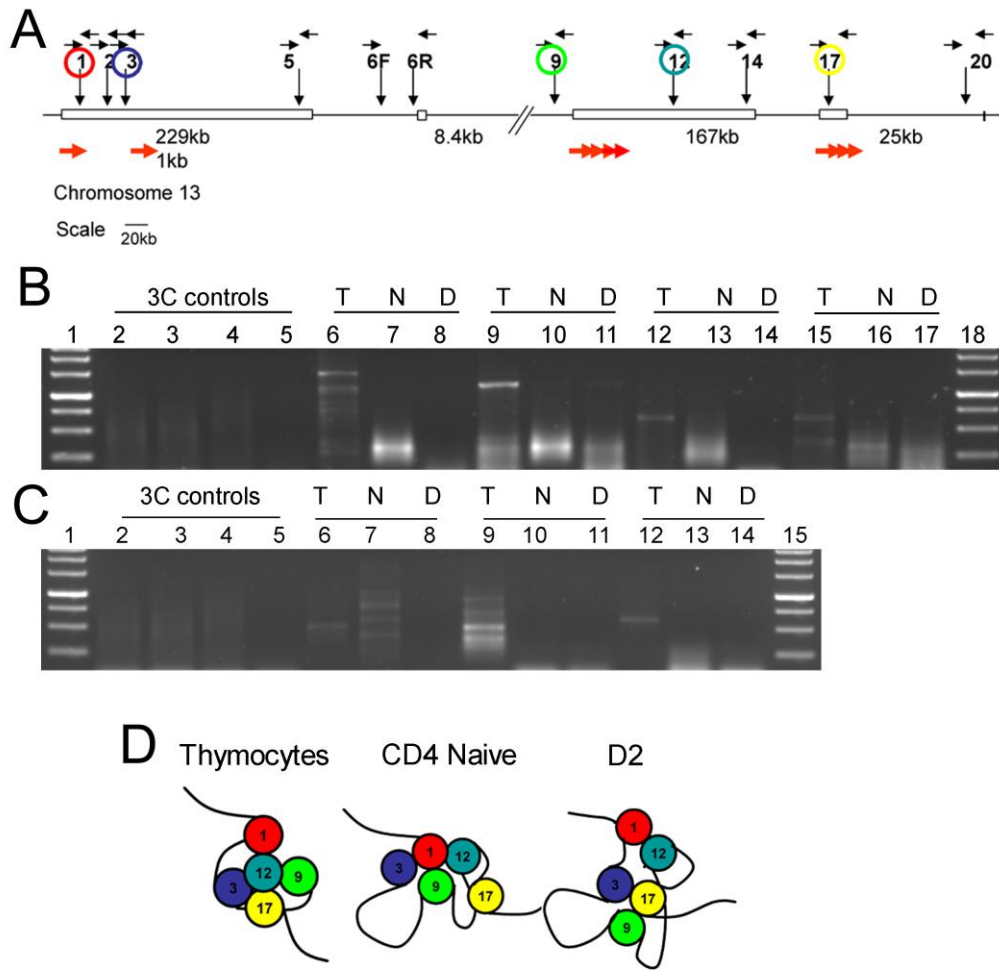 A
1 2 3 5 6F 6R 9 12 14 17 20
229kb 8.4kb 167kb 25kb
1kb
Chromosome 13
Scale 20kb
B
3C controls T N D T N D T N D T N D
1 2 3 4 5 6 7 8 9 10 11 12 13 14 15 16 17 18
C
3C controls T N D T N D T N D
1 2 3 4 5 6 7 8 9 10 11 12 13 14 15
D
Thymocytes CD4 Naive D2
1 12 3 9 17
1 12 3 9 17
1 12 3 17 9